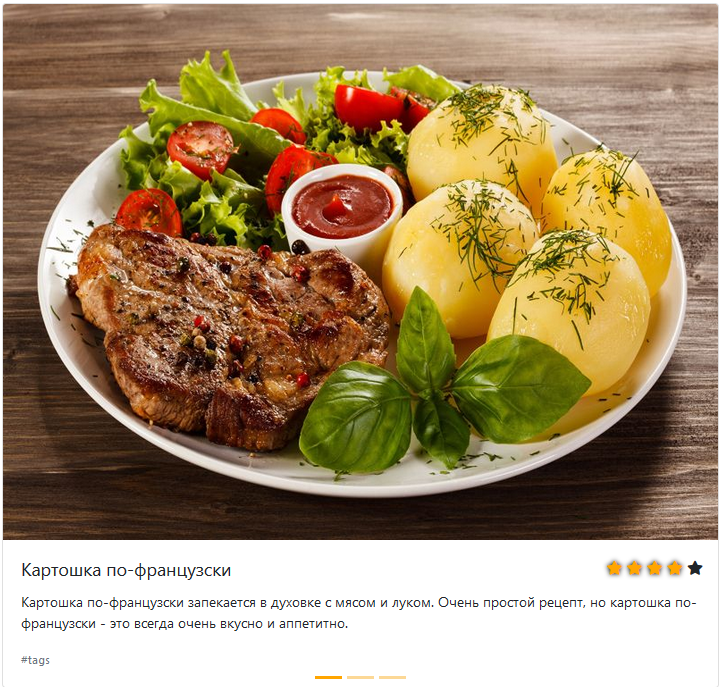 Картошка по-французски
Картошка по-французски запекается в духовке с мясом и луком. Очень простой рецепт, но картошка по-
французски - это всегда очень вкусно и аппетитно.
#tags